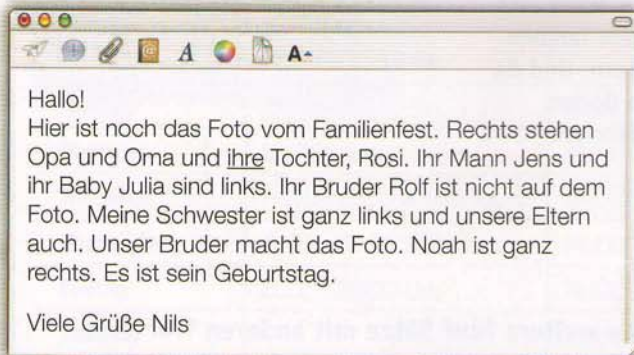 Hallo!
Hier ist noch das Foto vom Familienfest. Rechts stehen
Opa und Oma und ihre Tochter, Rosi. Ihr Mann Jens und
ihr Baby Julia sind links. Ihr Bruder Rolf ist nicht auf dem
Foto. Meine Schwester ist ganz links und unsere Eltern
auch. Unser Bruder macht das Foto. Noah ist ganz
rechts. Es ist sein Geburtstag.
Viele Grüße Nils